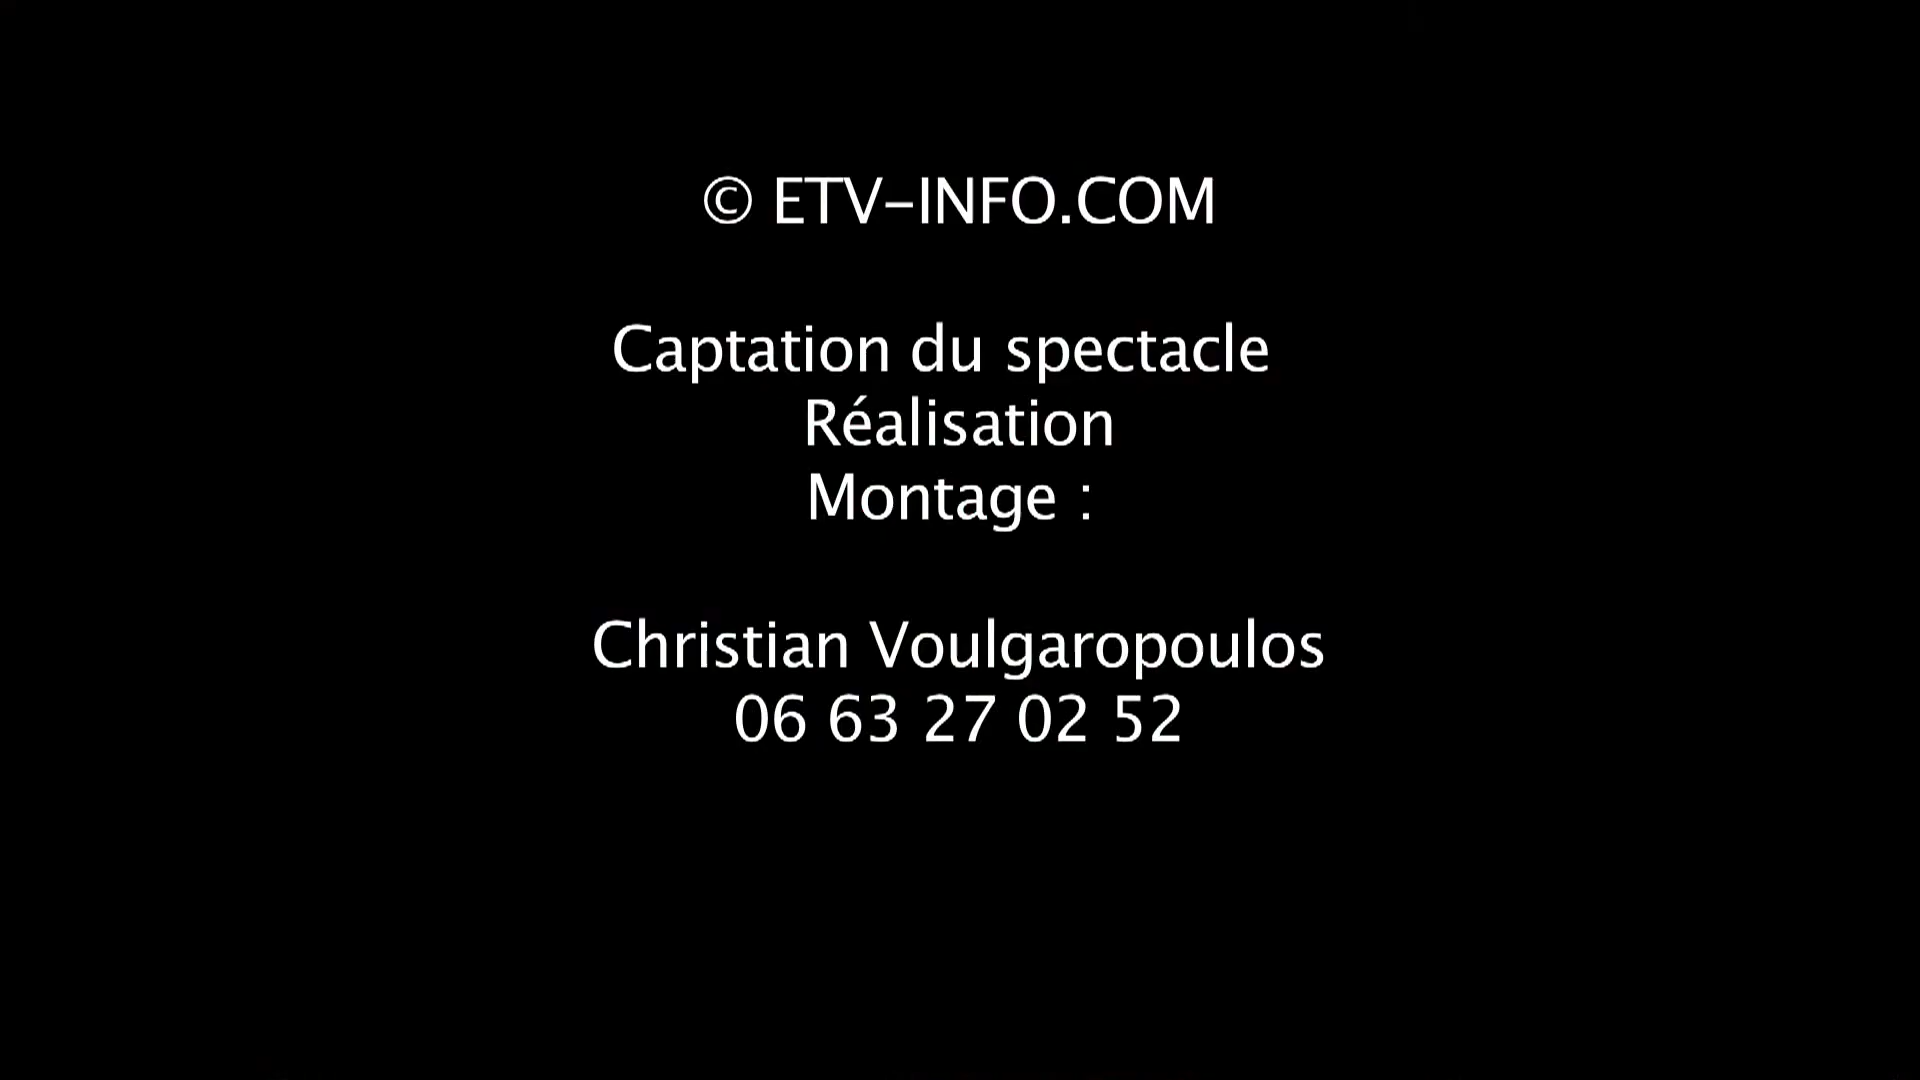 © ETV-INFO.COM
Captation du spectacle
Réalisation
Montage :
Christian Voulgaropoulos
06 63 27 02 52